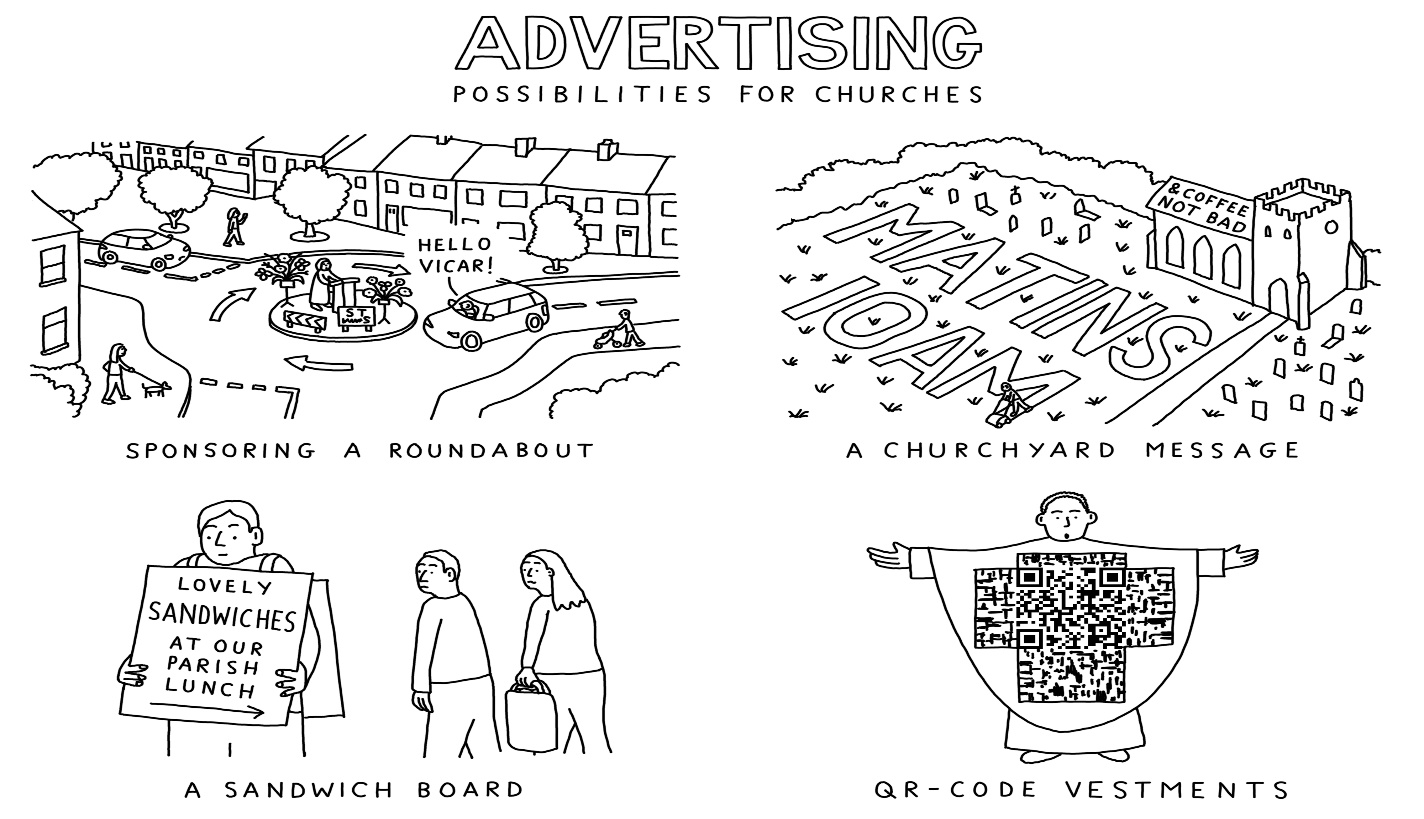 ADVERTISING
POSSIBILITIES FOR CHURCHES
HELLO
VICAR!
ST
SPONSORING A ROUNDABOUT
& COFFEE
NOT BAD
MATINS
10AM
A CHURCHYARD MESSAGE
LOVELY
SANDWICHES
AT OUR
PARISH
LUNCH
A SANDWICH BOARD
QR-CODE VESTMENTS